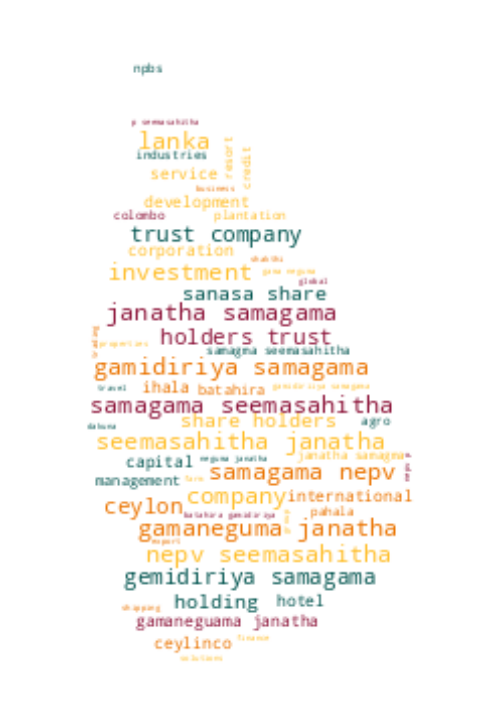 npbs
p seemasahitha
lanka
industries
resort
credit
service
business
development
colombo
plantation
trust company
corporation
shakthi
investment
gama neguma
global
sanasa share
janatha samagama
holders trust
trading
properties
samagma seemasahitha
gamidiriya samagama
travel
ihala
batahira
gamidiriya samagama
samagama seemasahitha
share holders
agro
dakuna
seemasahitha janatha
janatha samagma
capital
neguma janatha
samagama nepv
management
farm
company
international
ceylon
batahira gamidiriya
pahala
gamaneguma
janatha
export
nepv seemasahitha
gemidiriya samagama
holding
hotel
shipping
gamaneguama janatha
ceylinco
finance
solutions